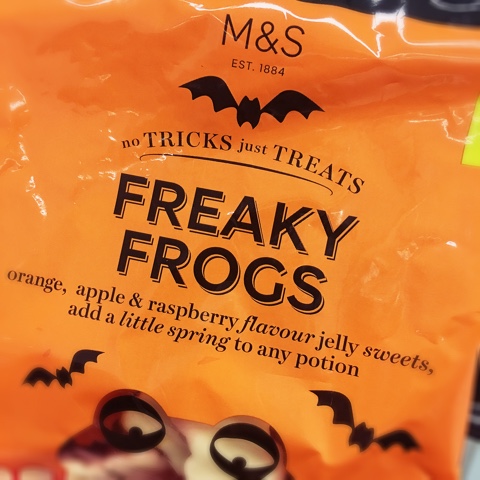 M&S
EST. 1884
no TRICKS just TREATS
FREAKY
FROGS
orange, apple & raspberry flavour jelly sweets,
add a little spring to any potion